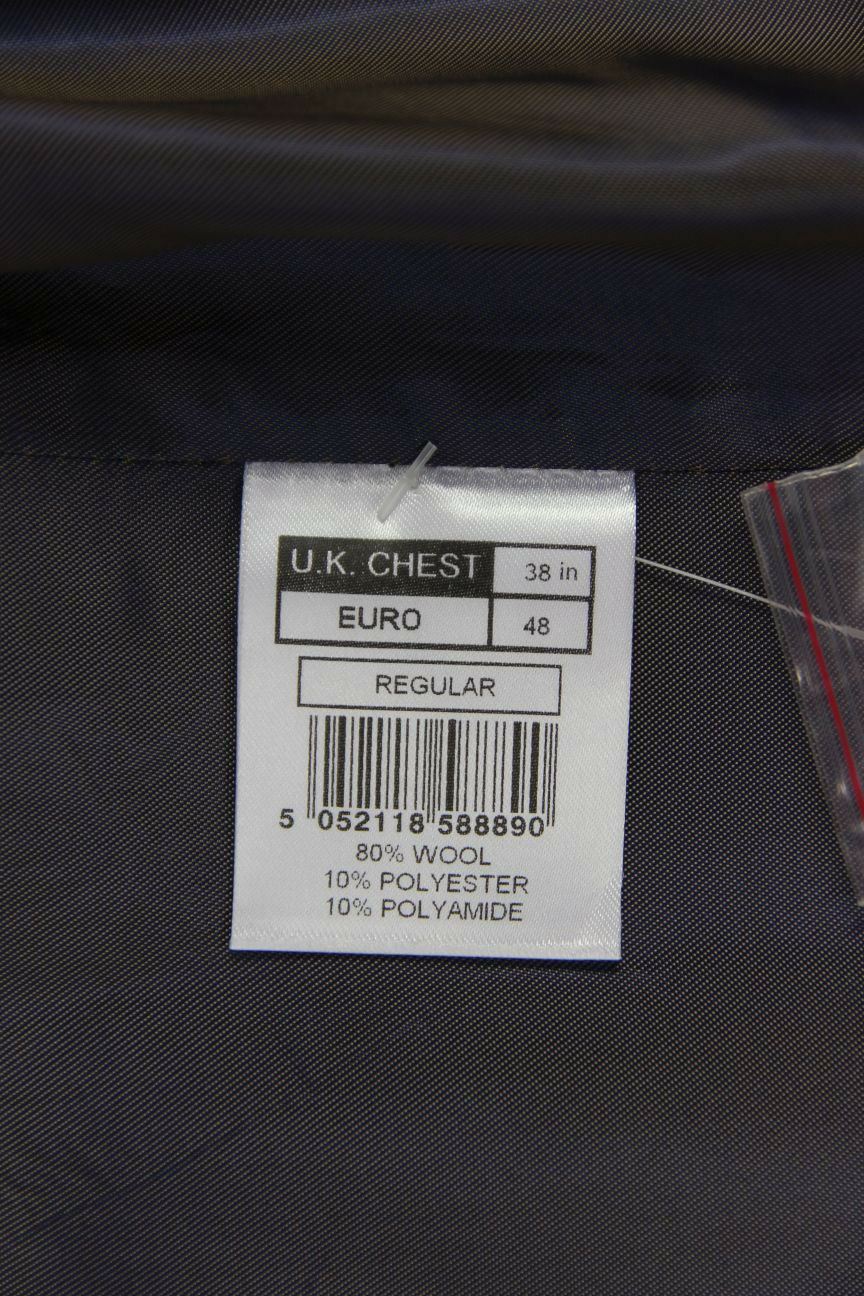 U.K. CHEST 38 in
EURO 48
REGULAR
5 052118 588890
80% WOOL
10% POLYESTER
10% POLYAMIDE